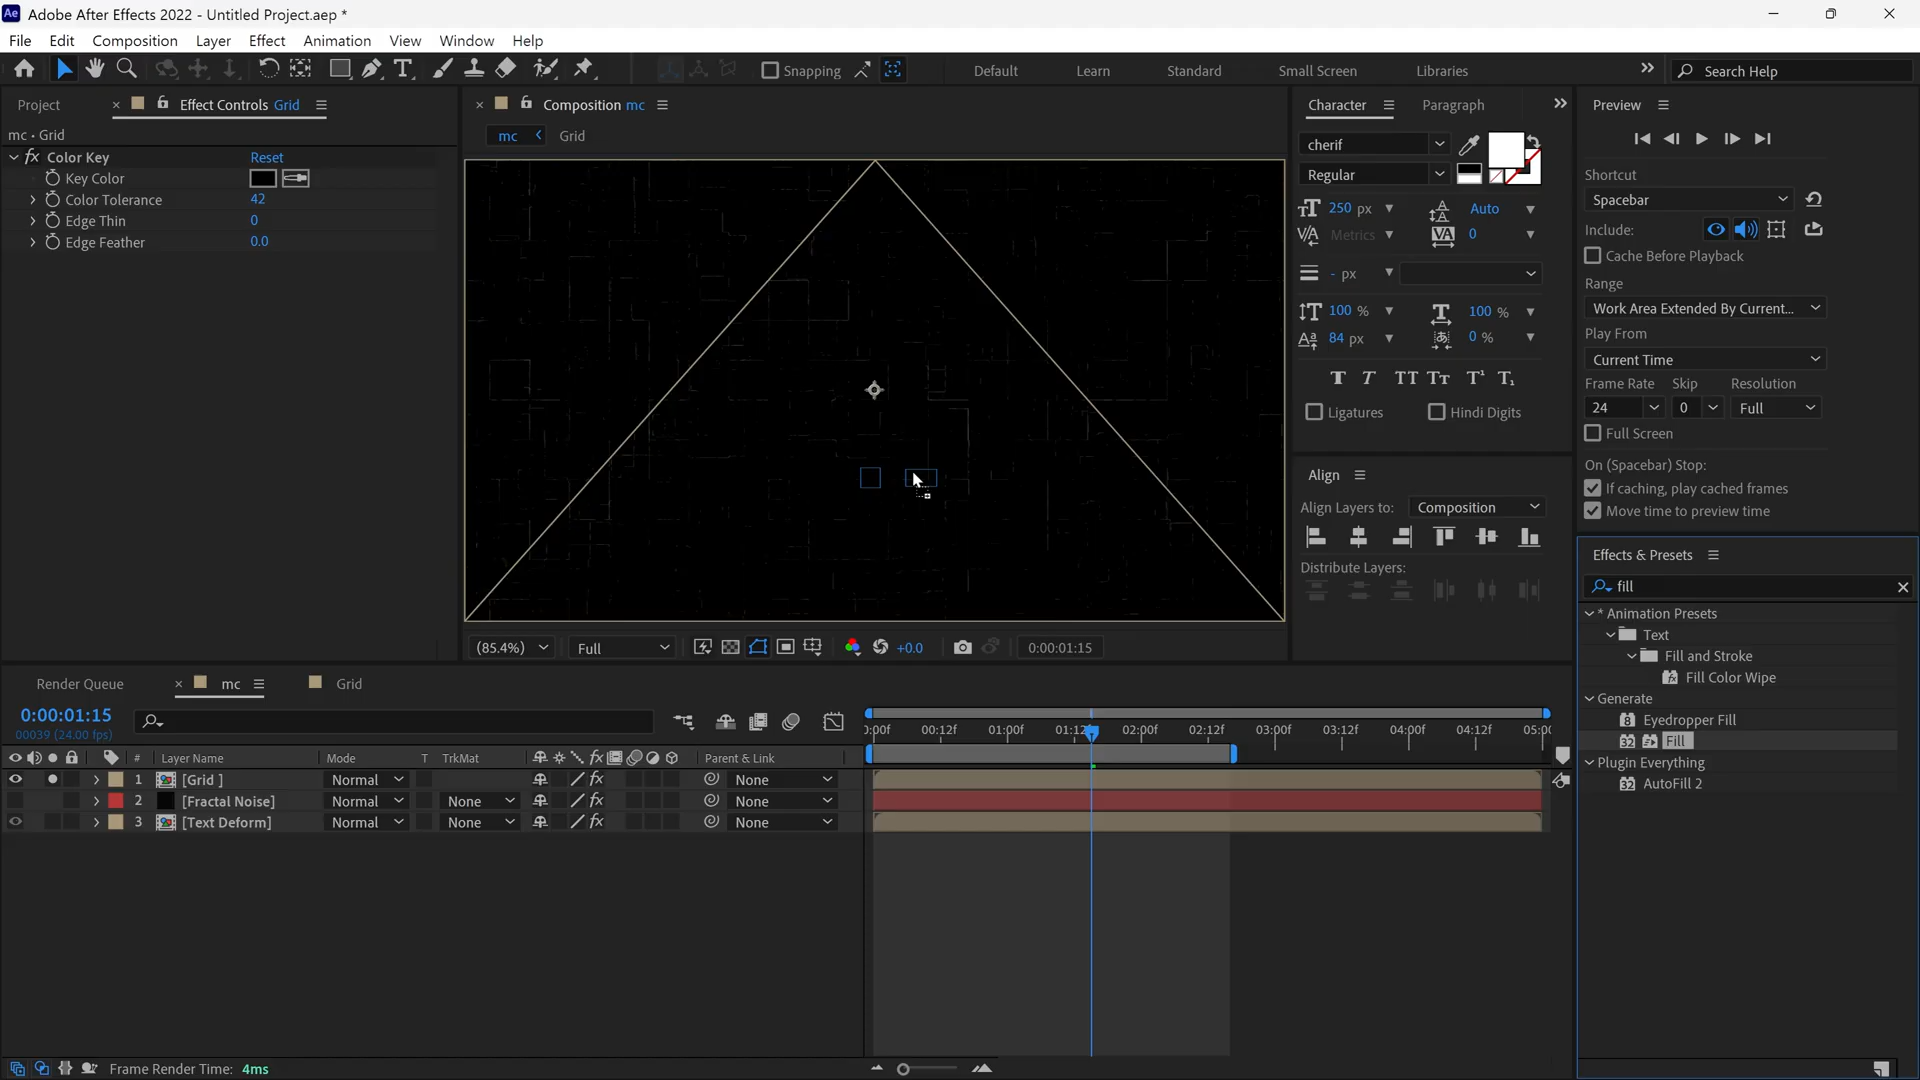 Ae Adobe After Effects 2022 - Untitled Project.aep *
File Edit Composition Layer Effect Animation View Window Help
Snapping Default Learn Standard Small Screen Libraries Search Help
Project Effect Controls Grid
mc • Grid
fx Color Key Reset
Key Color
Color Tolerance 42
Edge Thin 0
Edge Feather 0.0
Composition mc
mc Grid
(85.4%) Full +0.0 0:00:01:15
Character Paragraph
cherif
Regular
250 px Auto
Metrics 0
- px
100 % 100 %
84 px 0 %
Ligatures Hindi Digits
Align
Align Layers to: Composition
Distribute Layers:
Preview
Shortcut
Spacebar
Include:
Cache Before Playback
Range
Work Area Extended By Current...
Play From
Current Time
Frame Rate Skip Resolution
24 0 Full
Full Screen
On (Spacebar) Stop:
If caching, play cached frames
Move time to preview time
Effects & Presets
fill
* Animation Presets
Text
Fill and Stroke
Fill Color Wipe
Generate
Eyedropper Fill
Fill
Plugin Everything
AutoFill 2
Render Queue mc Grid
0:00:01:15
00039 (24.00 fps)
:00f 00:12f 01:00f 01:12f 02:00f 02:12f 03:00f 03:12f 04:00f 04:12f 05:00f
# Layer Name Mode T TrkMat Parent & Link
1 [Grid ] Normal None
2 [Fractal Noise] Normal None None
3 [Text Deform] Normal None None
Frame Render Time: 4ms